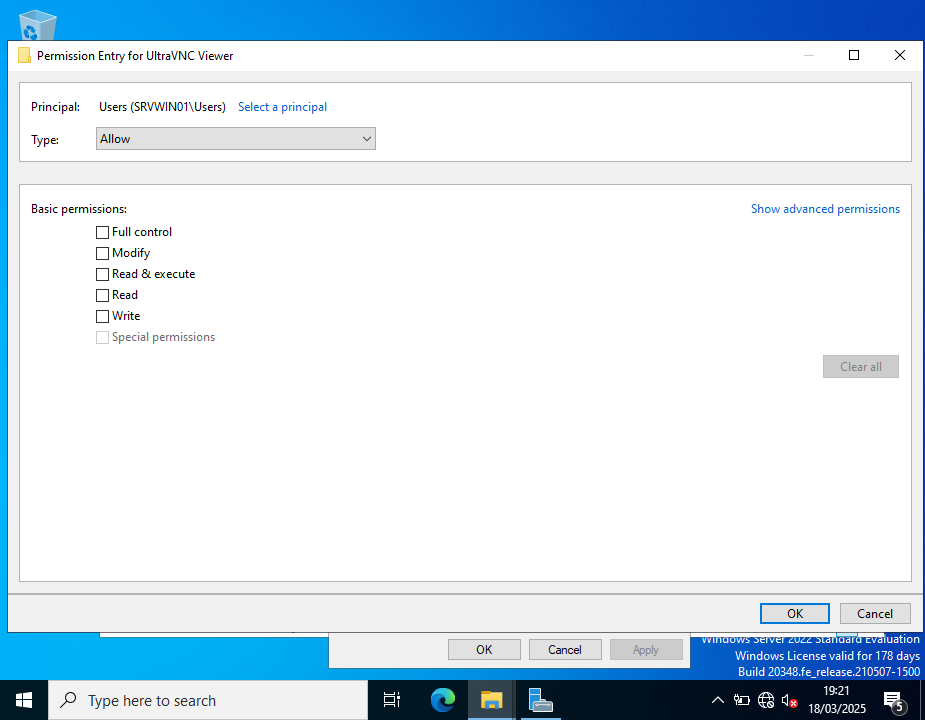 Permission Entry for UltraVNC Viewer
Principal: Users (SRVWIN01\Users) Select a principal
Type: Allow
Basic permissions: Show advanced permissions
Full control
Modify
Read & execute
Read
Write
Special permissions
Clear all
OK Cancel
OK Cancel Apply
Windows Server 2022 Standard Evaluation
Windows License valid for 178 days
Build 20348.fe_release.210507-1500
Type here to search
19:21
18/03/2025
5